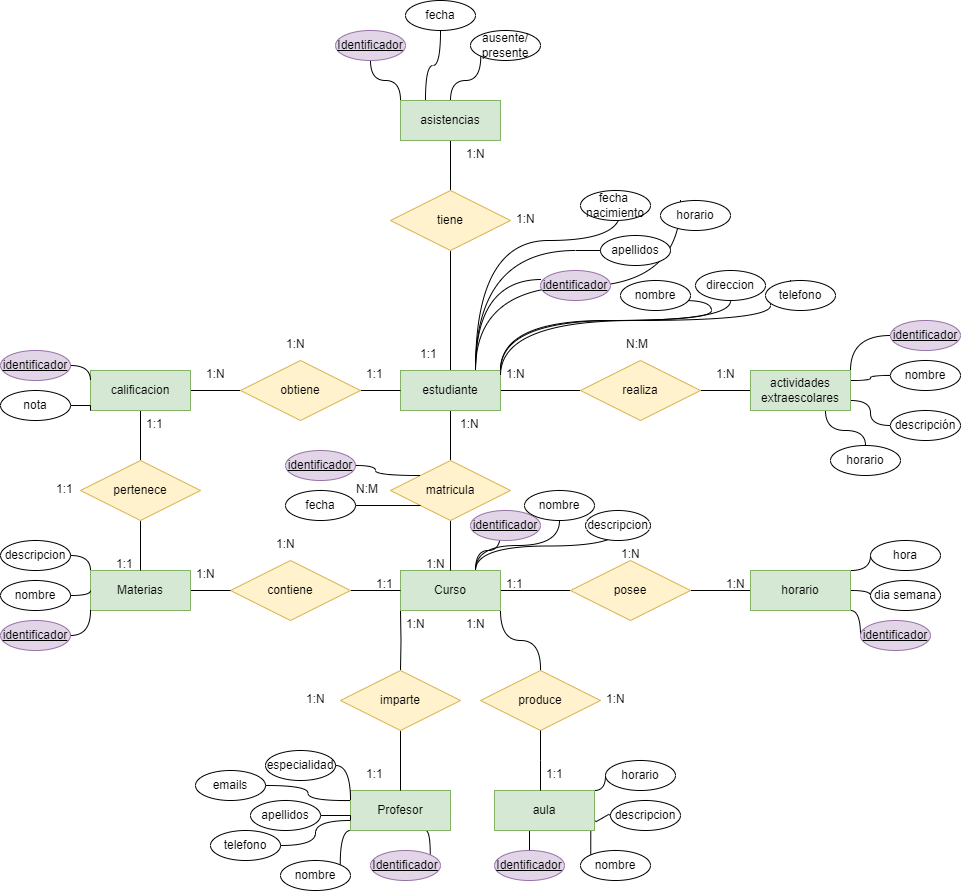 fecha
Identificador
ausente/
presente
asistencias
1:N
tiene
1:N
fecha
nacimiento
horario
apellidos
identificador
nombre
direccion
telefono
1:1
1:N
N:M
identificador
nota
calificacion
1:N
obtiene
1:1
estudiante
1:N
realiza
1:N
actividades
extraescolares
identificador
nombre
descripción
horario
1:1
1:N
identificador
fecha
N:M
matricula
1:1
pertenece
identificador
nombre
descripcion
descripcion
nombre
identificador
1:1
Materias
1:N
1:N
contiene
1:1
1:N
Curso
1:1
1:N
posee
1:N
horario
hora
dia semana
identificador
1:N
1:N
1:N
imparte
produce
1:N
especialidad
emails
apellidos
telefono
nombre
1:1
Profesor
Identificador
1:1
aula
horario
descripcion
nombre
Identificador